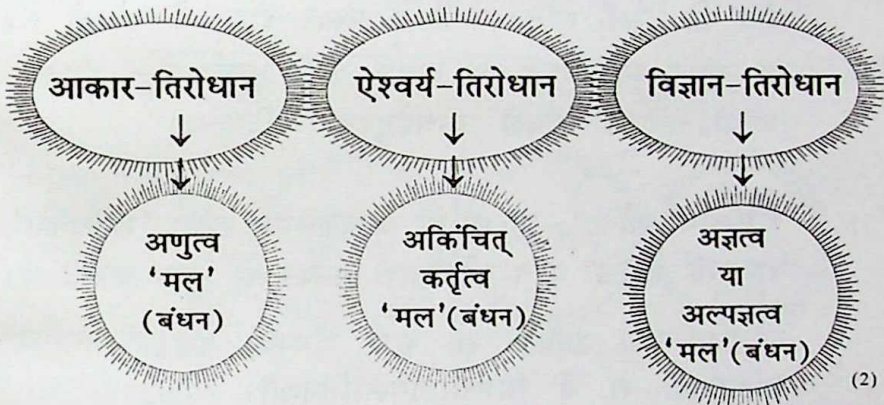 आकार-तिरोधान
ऐश्वर्य-तिरोधान
विज्ञान-तिरोधान
अणुत्व
'मल'
(बंधन)
अकिंचित्
कर्तृत्व
'मल'(बंधन)
अज्ञत्व
या
अल्पज्ञत्व
'मल'(बंधन)
(2)